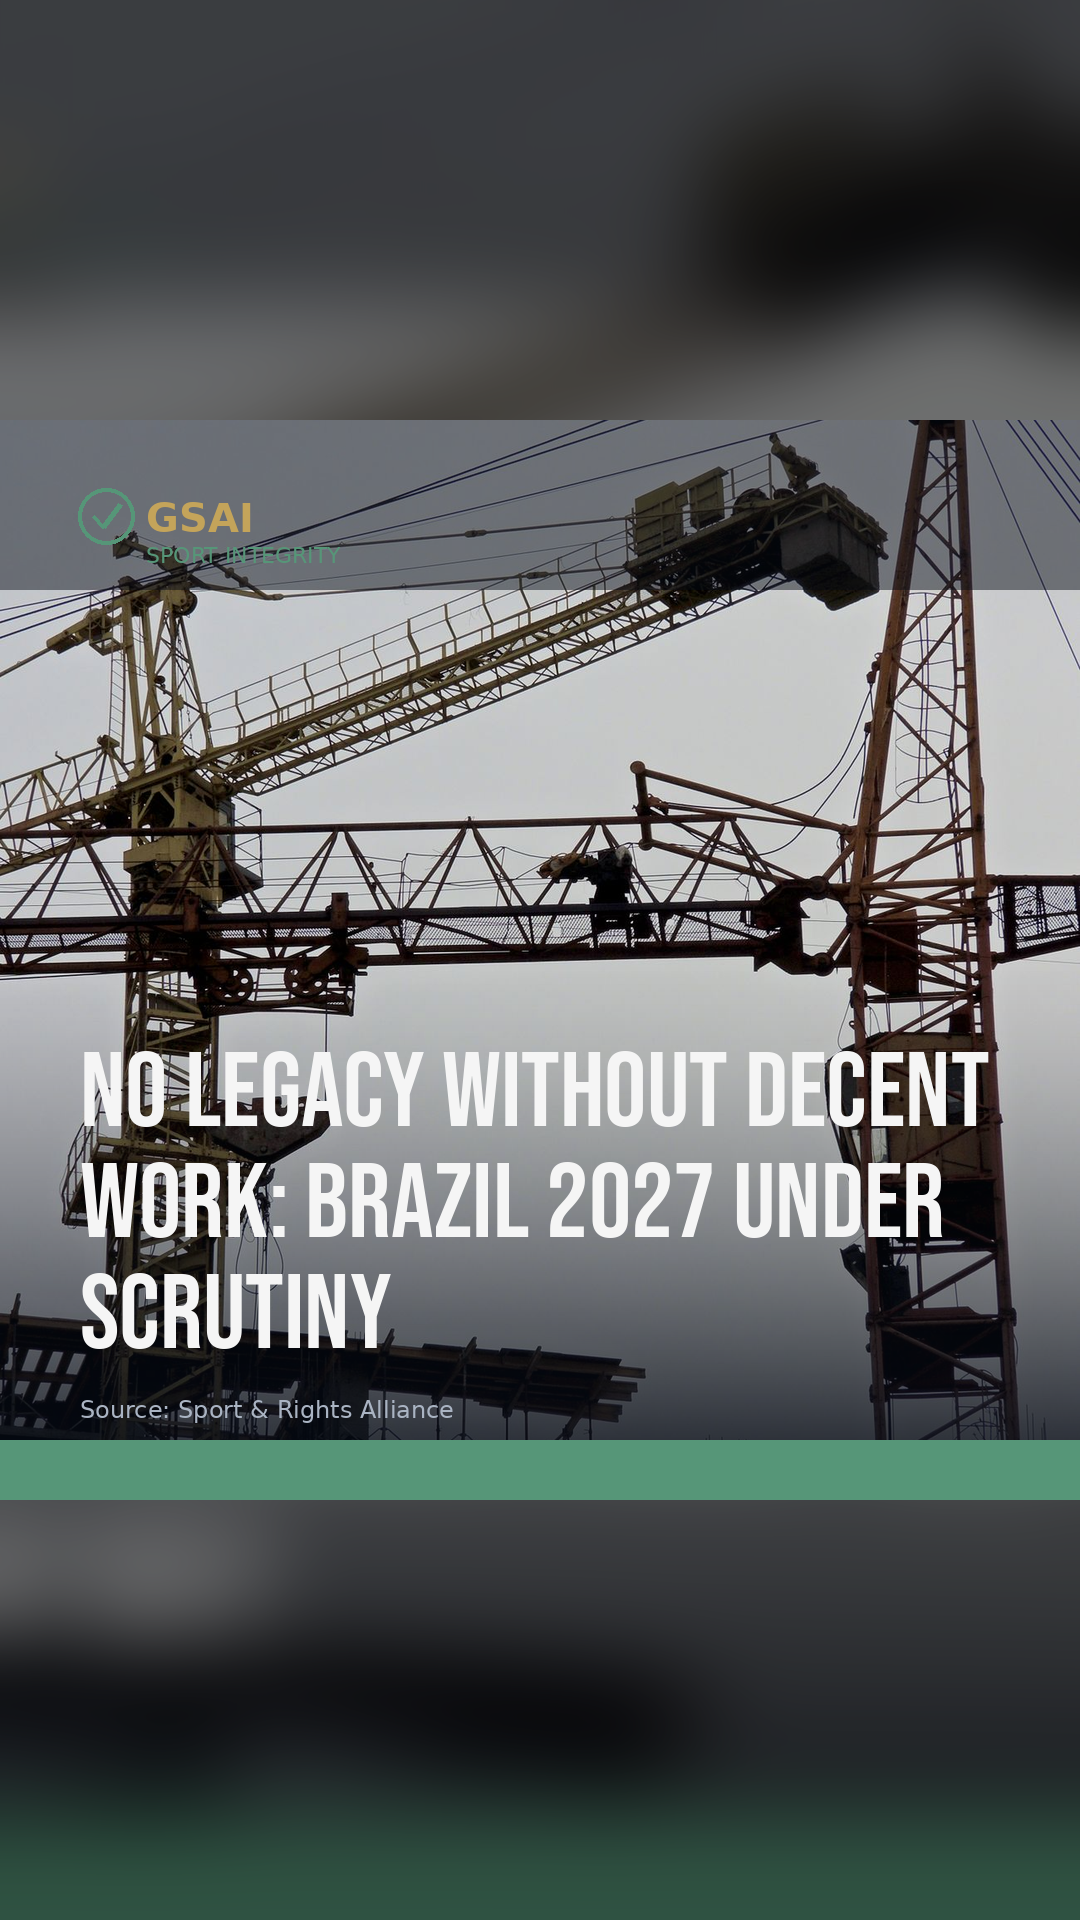 GSAI
SPORT INTEGRITY
NO LEGACY WITHOUT DECENT
WORK: BRAZIL 2027 UNDER
SCRUTINY
Source: Sport & Rights Alliance